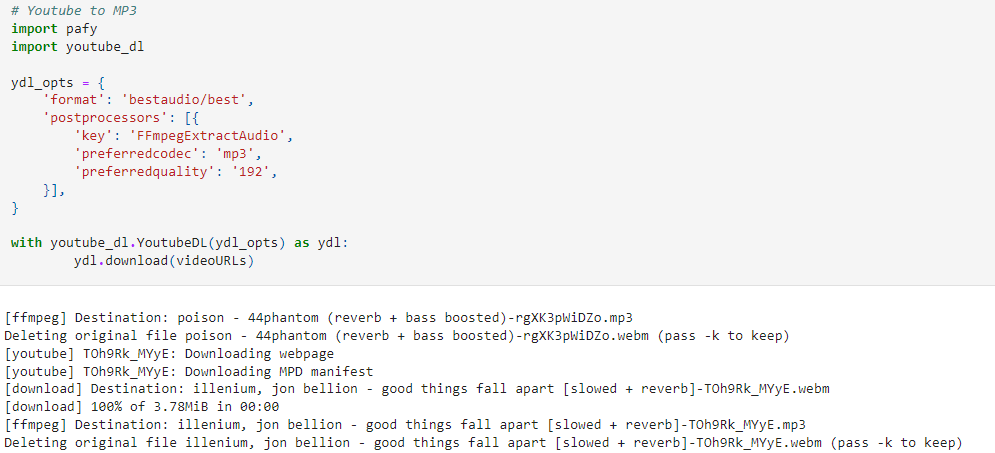 # Youtube to MP3
import pafy
import youtube_dl
ydl_opts = {
    'format': 'bestaudio/best',
    'postprocessors': [{
        'key': 'FFmpegExtractAudio',
        'preferredcodec': 'mp3',
        'preferredquality': '192',
    }],
}
with youtube_dl.YoutubeDL(ydl_opts) as ydl:
        ydl.download(videoURLs)
[ffmpeg] Destination: poison - 44phantom (reverb + bass boosted)-rgXK3pWiDZo.mp3
Deleting original file poison - 44phantom (reverb + bass boosted)-rgXK3pWiDZo.webm (pass -k to keep)
[youtube] TOh9Rk_MYyE: Downloading webpage
[youtube] TOh9Rk_MYyE: Downloading MPD manifest
[download] Destination: illenium, jon bellion - good things fall apart [slowed + reverb]-TOh9Rk_MYyE.webm
[download] 100% of 3.78MiB in 00:00
[ffmpeg] Destination: illenium, jon bellion - good things fall apart [slowed + reverb]-TOh9Rk_MYyE.mp3
Deleting original file illenium, jon bellion - good things fall apart [slowed + reverb]-TOh9Rk_MYyE.webm (pass -k to keep)